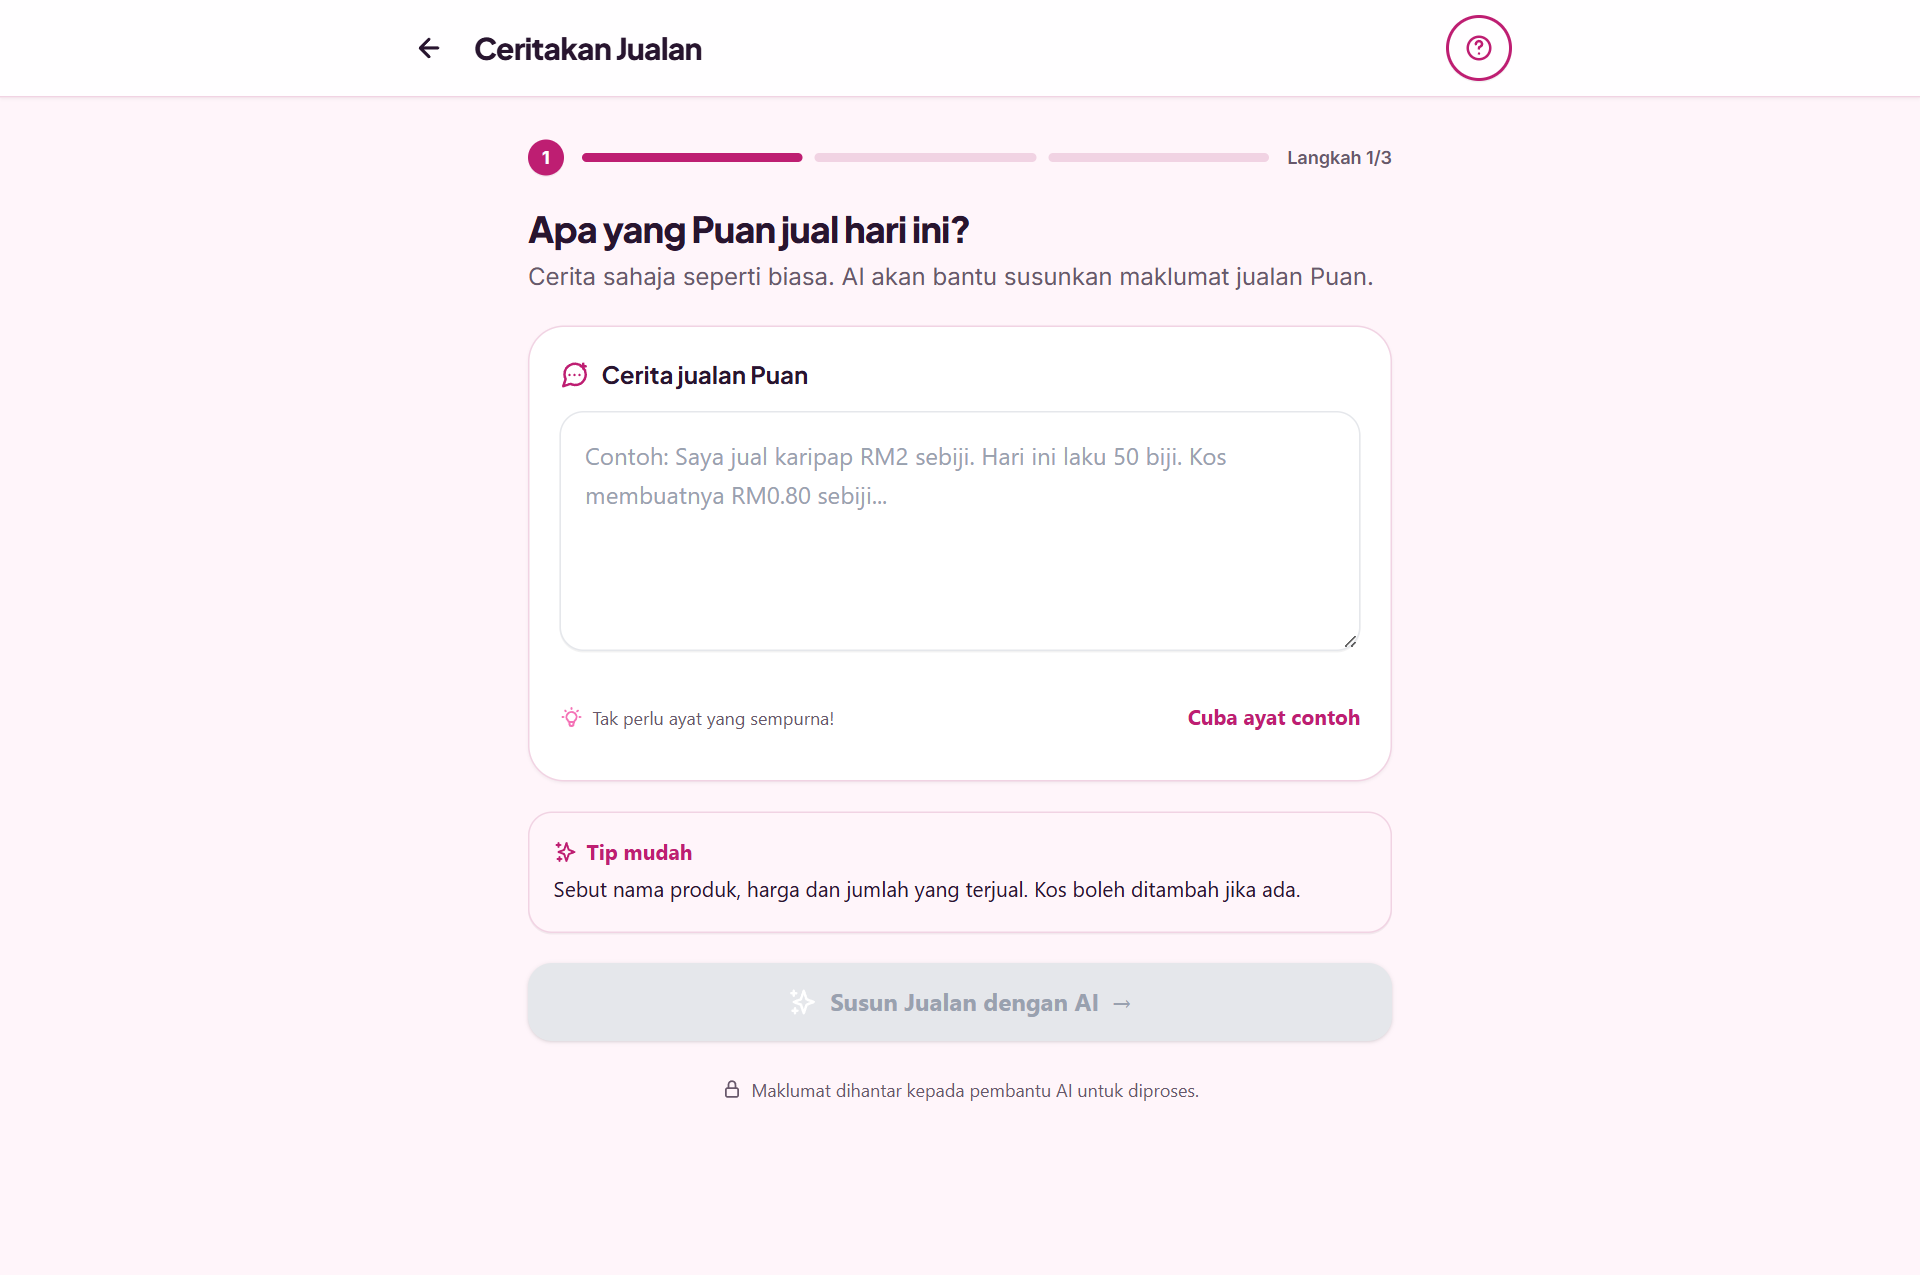 Ceritakan Jualan
1
Langkah 1/3
Apa yang Puan jual hari ini?
Cerita sahaja seperti biasa. AI akan bantu susunkan maklumat jualan Puan.
Cerita jualan Puan
Contoh: Saya jual karipap RM2 sebiji. Hari ini laku 50 biji. Kos
membuatnya RM0.80 sebiji...
Tak perlu ayat yang sempurna!
Cuba ayat contoh
Tip mudah
Sebut nama produk, harga dan jumlah yang terjual. Kos boleh ditambah jika ada.
Susun Jualan dengan AI →
Maklumat dihantar kepada pembantu AI untuk diproses.